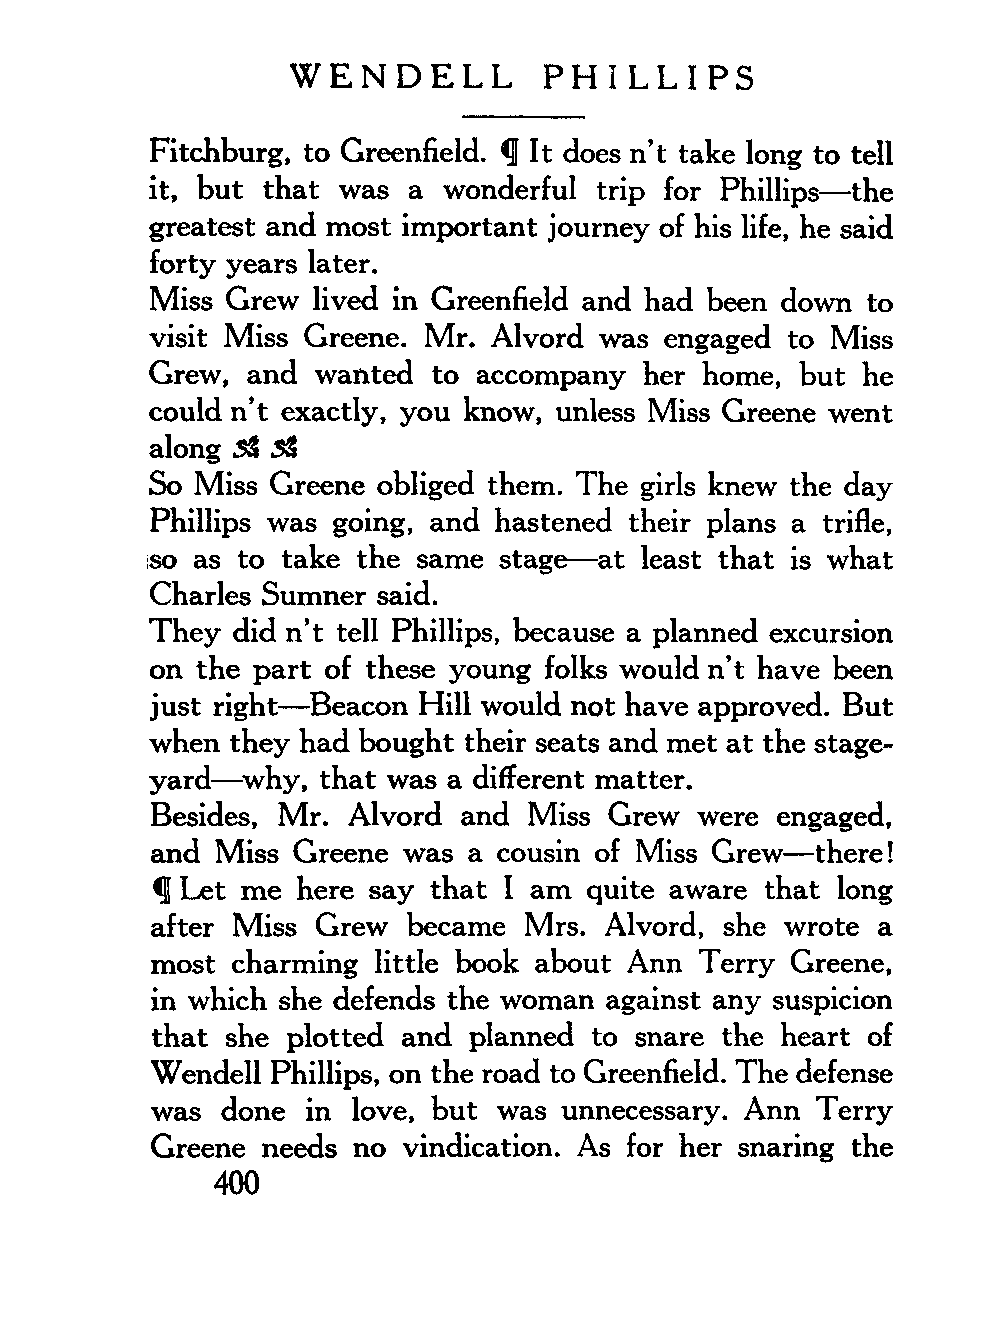 WENDELL PHILLIPS
Fitchburg, to Greenfield. ¶ It does n't take long to tell
it, but that was a wonderful trip for Phillips—the
greatest and most important journey of his life, he said
forty years later.
Miss Grew lived in Greenfield and had been down to
visit Miss Greene. Mr. Alvord was engaged to Miss
Grew, and wanted to accompany her home, but he
could n't exactly, you know, unless Miss Greene went
along
So Miss Greene obliged them. The girls knew the day
Phillips was going, and hastened their plans a trifle,
so as to take the same stage—at least that is what
Charles Sumner said.
They did n't tell Phillips, because a planned excursion
on the part of these young folks would n't have been
just right—Beacon Hill would not have approved. But
when they had bought their seats and met at the stage-
yard—why, that was a different matter.
Besides, Mr. Alvord and Miss Grew were engaged,
and Miss Greene was a cousin of Miss Grew—there!
¶ Let me here say that I am quite aware that long
after Miss Grew became Mrs. Alvord, she wrote a
most charming little book about Ann Terry Greene,
in which she defends the woman against any suspicion
that she plotted and planned to snare the heart of
Wendell Phillips, on the road to Greenfield. The defense
was done in love, but was unnecessary. Ann Terry
Greene needs no vindication. As for her snaring the
400